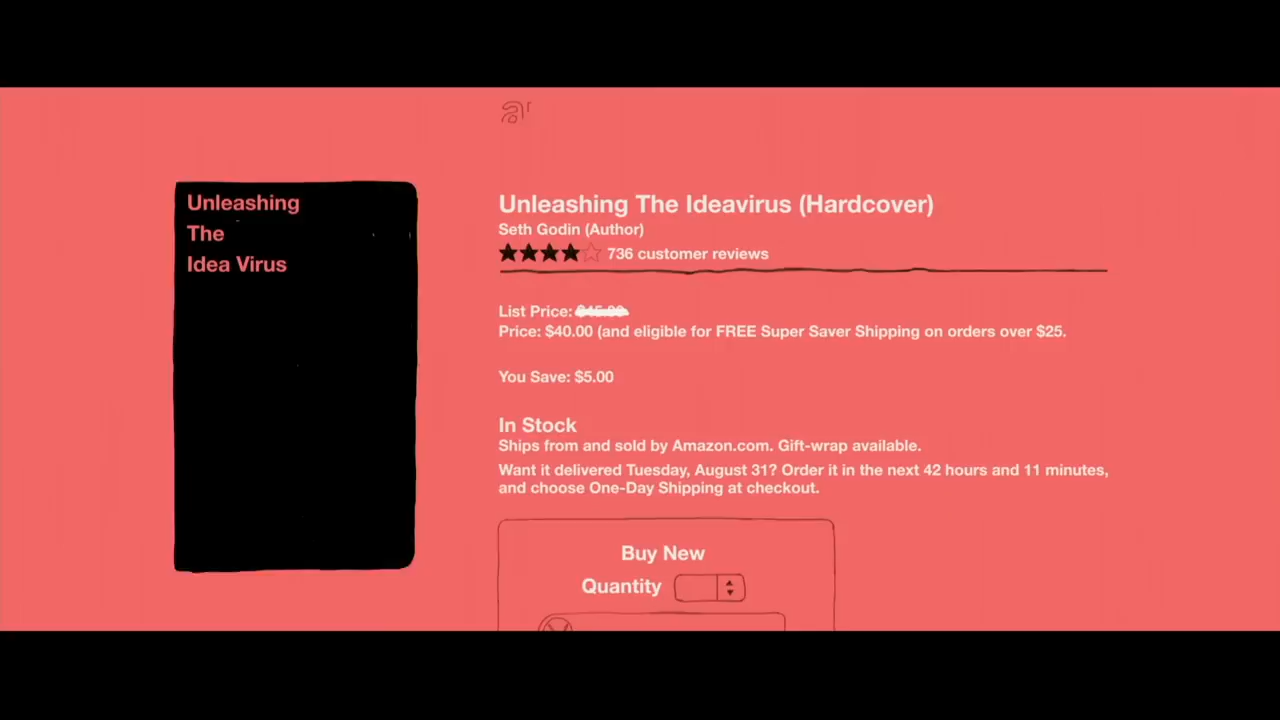 Unleashing
The
Idea Virus
Unleashing The Ideavirus (Hardcover)
Seth Godin (Author)
736 customer reviews
List Price:
Price: $40.00 (and eligible for FREE Super Saver Shipping on orders over $25.
You Save: $5.00
In Stock
Ships from and sold by Amazon.com. Gift-wrap available.
Want it delivered Tuesday, August 31? Order it in the next 42 hours and 11 minutes,
and choose One-Day Shipping at checkout.
Buy New
Quantity